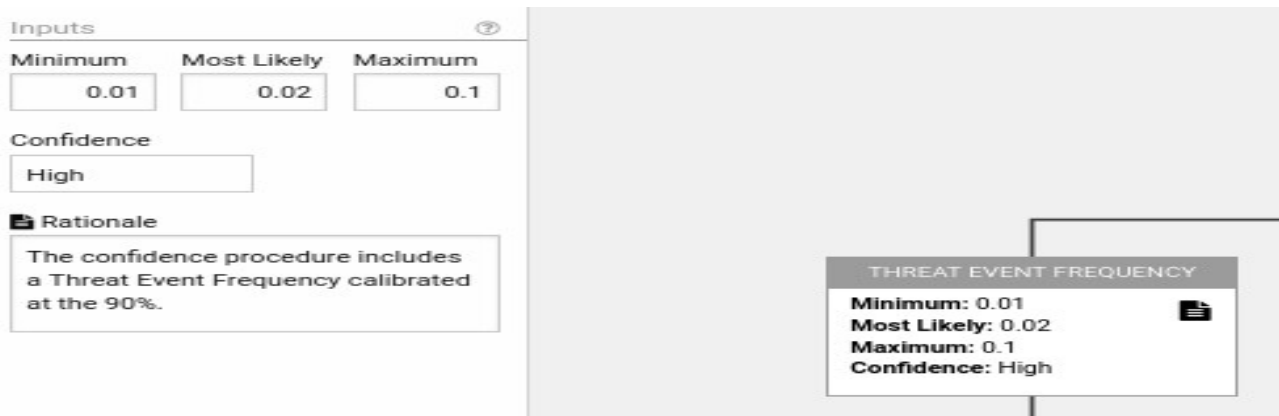 Inputs
Minimum Most Likely Maximum
0.01 0.02 0.1
Confidence
High
Rationale
The confidence procedure includes
a Threat Event Frequency calibrated
at the 90%.
THREAT EVENT FREQUENCY
Minimum: 0.01
Most Likely: 0.02
Maximum: 0.1
Confidence: High